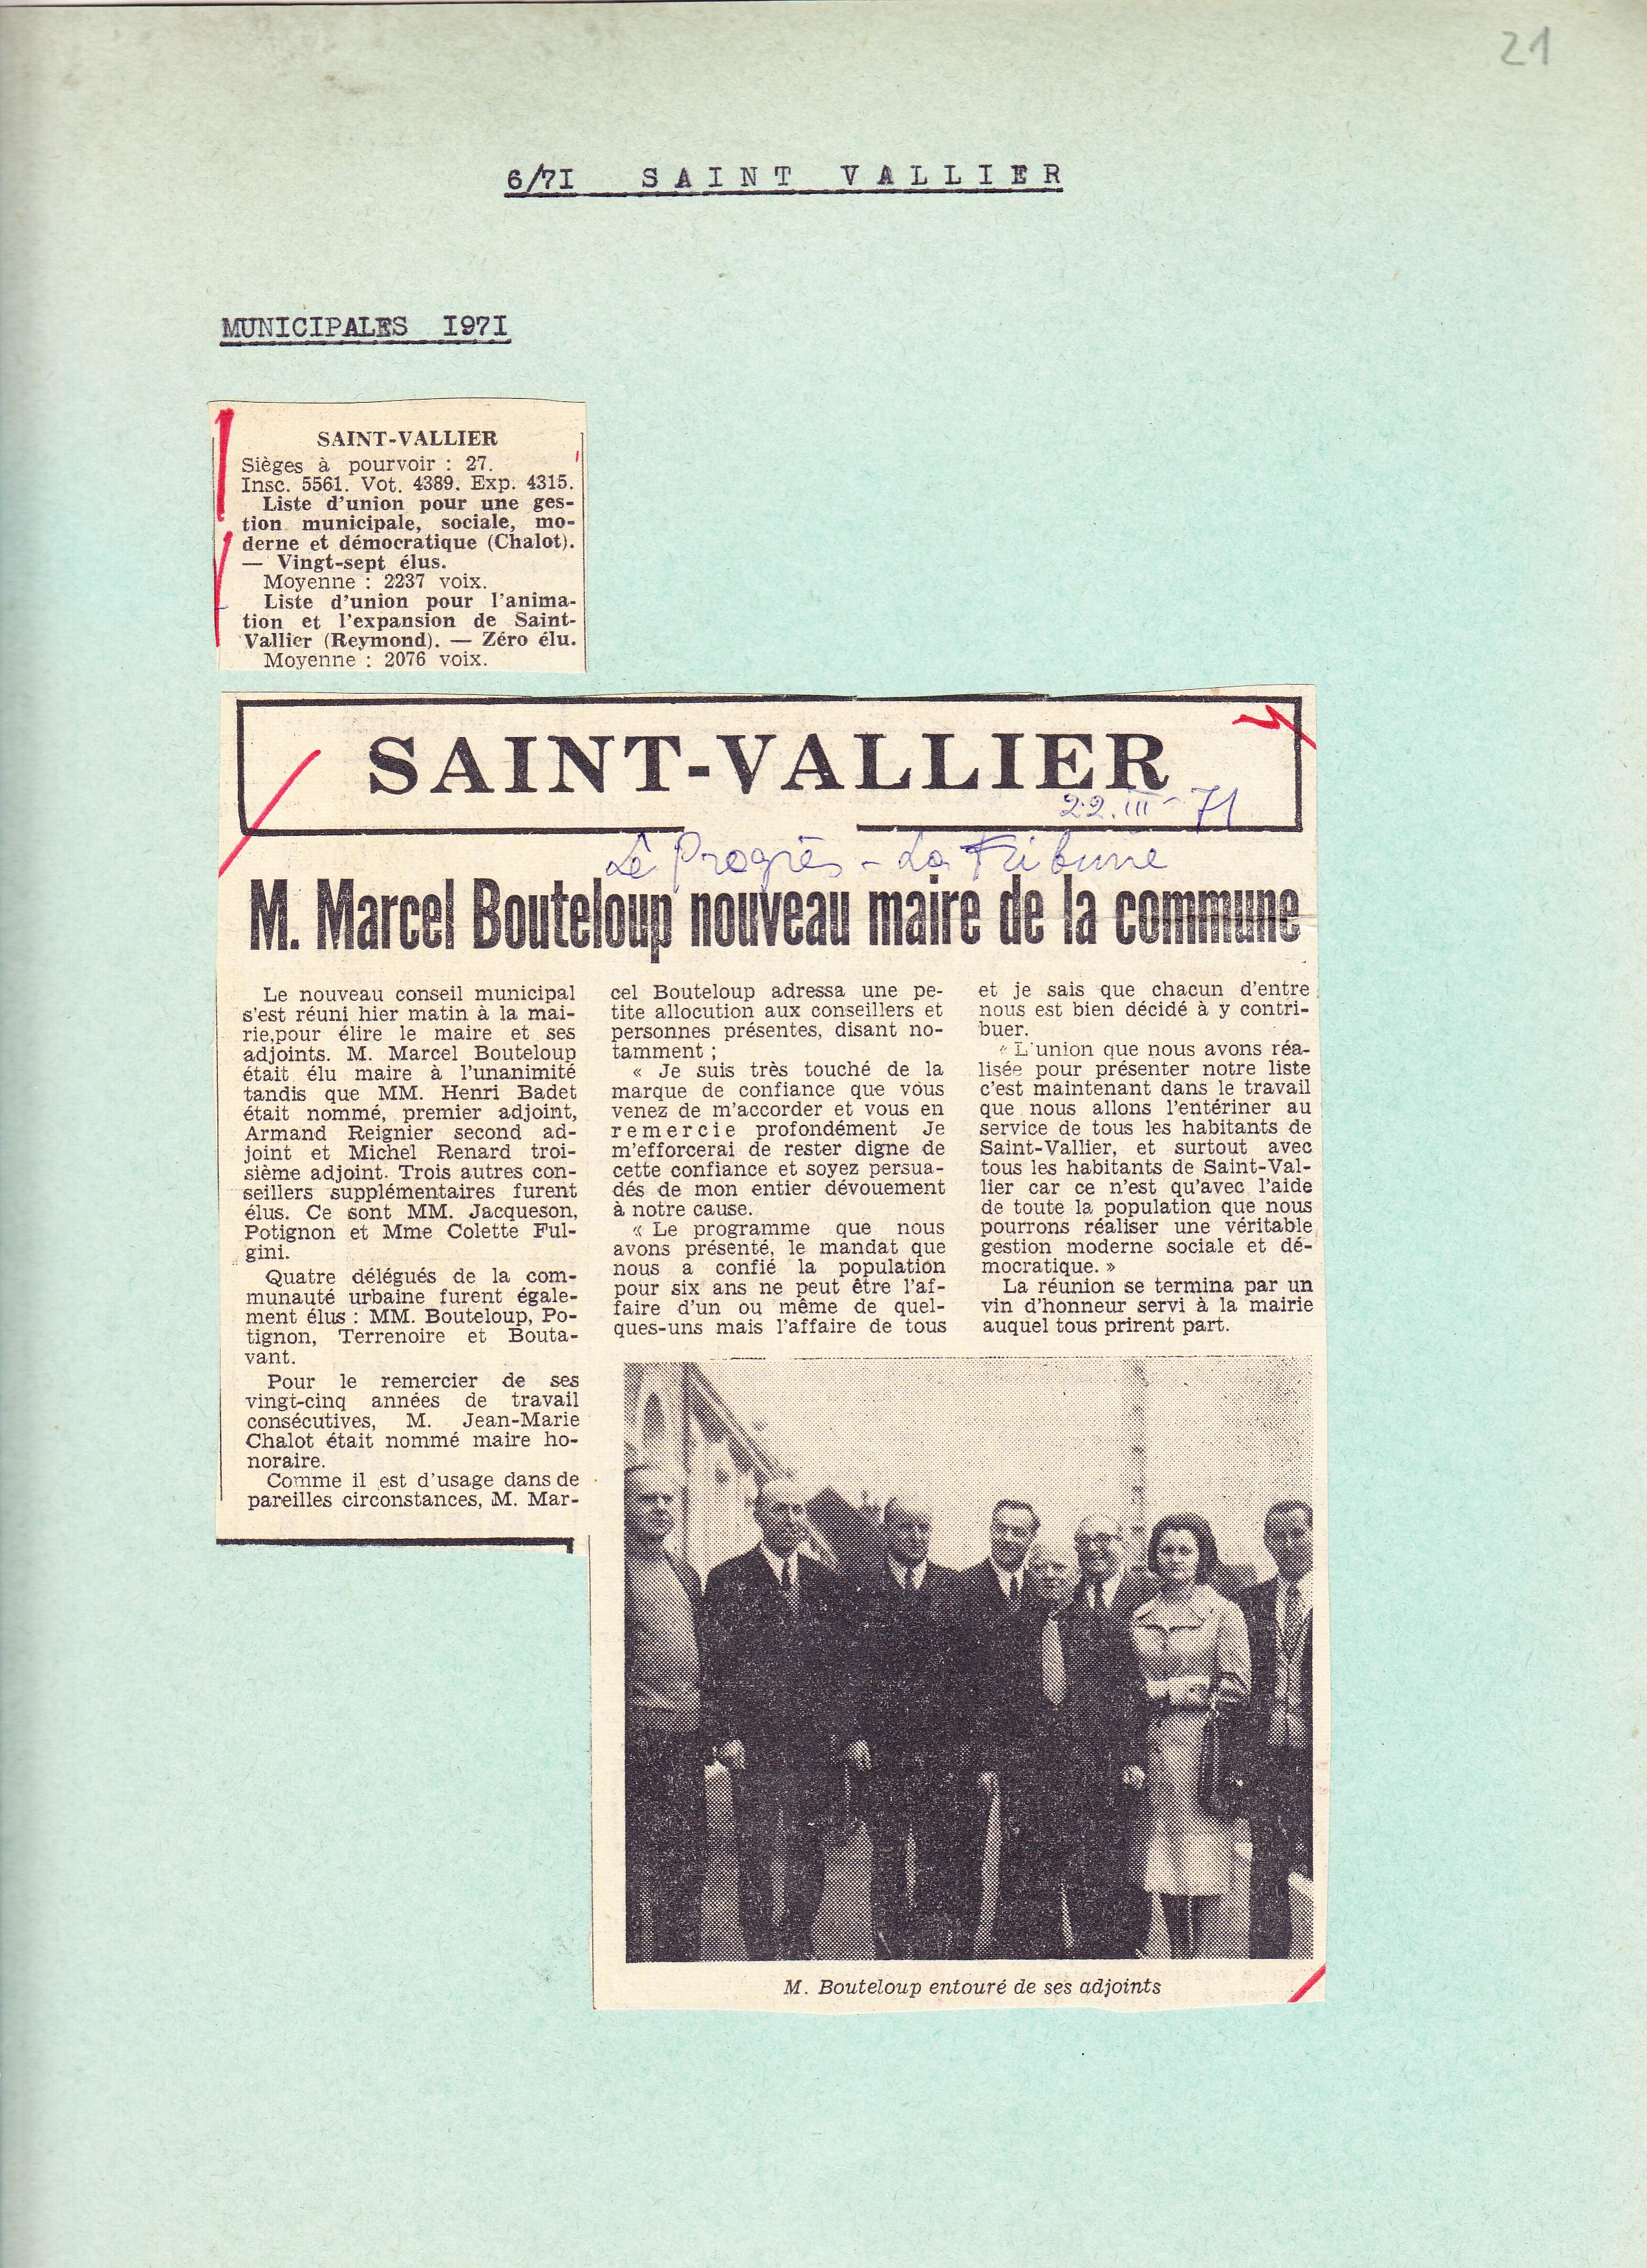 21
6/7I SAINT VALLIER
MUNICIPALES I97I
SAINT-VALLIER
Sièges à pourvoir : 27.
Insc. 5561. Vot. 4389. Exp. 4315.
Liste d'union pour une ges-
tion municipale, sociale, mo-
derne et démocratique (Chalot).
— Vingt-sept élus.
Moyenne : 2237 voix.
Liste d'union pour l'anima-
tion et l'expansion de Saint-
Vallier (Reymond). — Zéro élu.
Moyenne : 2076 voix.
SAINT-VALLIER
22.III-71
Le Progrès - La Tribune
M. Marcel Bouteloup nouveau maire de la commune
Le nouveau conseil municipal
s'est réuni hier matin à la mai-
rie,pour élire le maire et ses
adjoints. M. Marcel Bouteloup
était élu maire à l'unanimité
tandis que MM. Henri Badet
était nommé, premier adjoint,
Armand Reignier second ad-
joint et Michel Renard troi-
sième adjoint. Trois autres con-
seillers supplémentaires furent
élus. Ce sont MM. Jacqueson,
Potignon et Mme Colette Ful-
gini.
Quatre délégués de la com-
munauté urbaine furent égale-
ment élus : MM. Bouteloup, Po-
tignon, Terrenoire et Bouta-
vant.
Pour le remercier de ses
vingt-cinq années de travail
consécutives, M. Jean-Marie
Chalot était nommé maire ho-
noraire.
Comme il est d'usage dans de
pareilles circonstances, M. Mar-
cel Bouteloup adressa une pe-
tite allocution aux conseillers et
personnes présentes, disant no-
tamment ;
« Je suis très touché de la
marque de confiance que vous
venez de m'accorder et vous en
remercie profondément Je
m'efforcerai de rester digne de
cette confiance et soyez persua-
dés de mon entier dévouement
à notre cause.
« Le programme que nous
avons présenté, le mandat que
nous a confié la population
pour six ans ne peut être l'af-
faire d'un ou même de quel-
ques-uns mais l'affaire de tous
et je sais que chacun d'entre
nous est bien décidé à y contri-
buer.
« L'union que nous avons réa-
lisée pour présenter notre liste
c'est maintenant dans le travail
que nous allons l'entériner au
service de tous les habitants de
Saint-Vallier, et surtout avec
tous les habitants de Saint-Val-
lier car ce n'est qu'avec l'aide
de toute la population que nous
pourrons réaliser une véritable
gestion moderne sociale et dé-
mocratique. »
La réunion se termina par un
vin d'honneur servi à la mairie
auquel tous prirent part.
M. Bouteloup entouré de ses adjoints